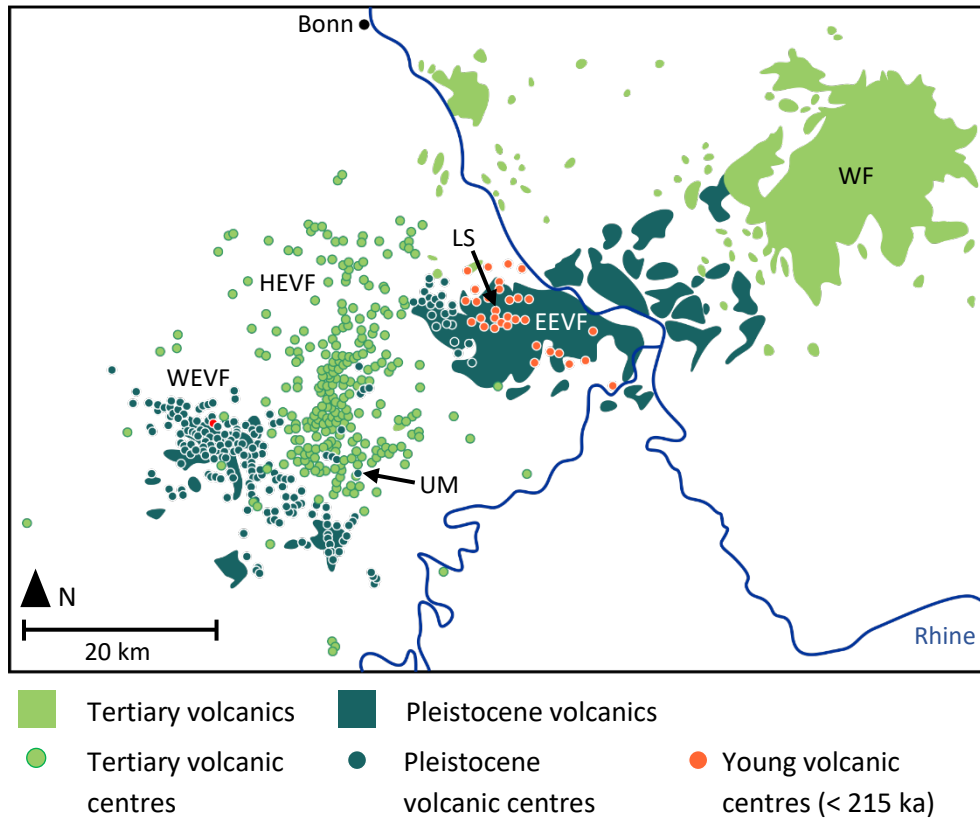 Bonn
WF
LS
HEVF
EEVF
WEVF
UM
N
20 km
Rhine
Tertiary volcanics
Pleistocene volcanics
Tertiary volcanic
centres
Pleistocene
volcanic centres
Young volcanic
centres (< 215 ka)